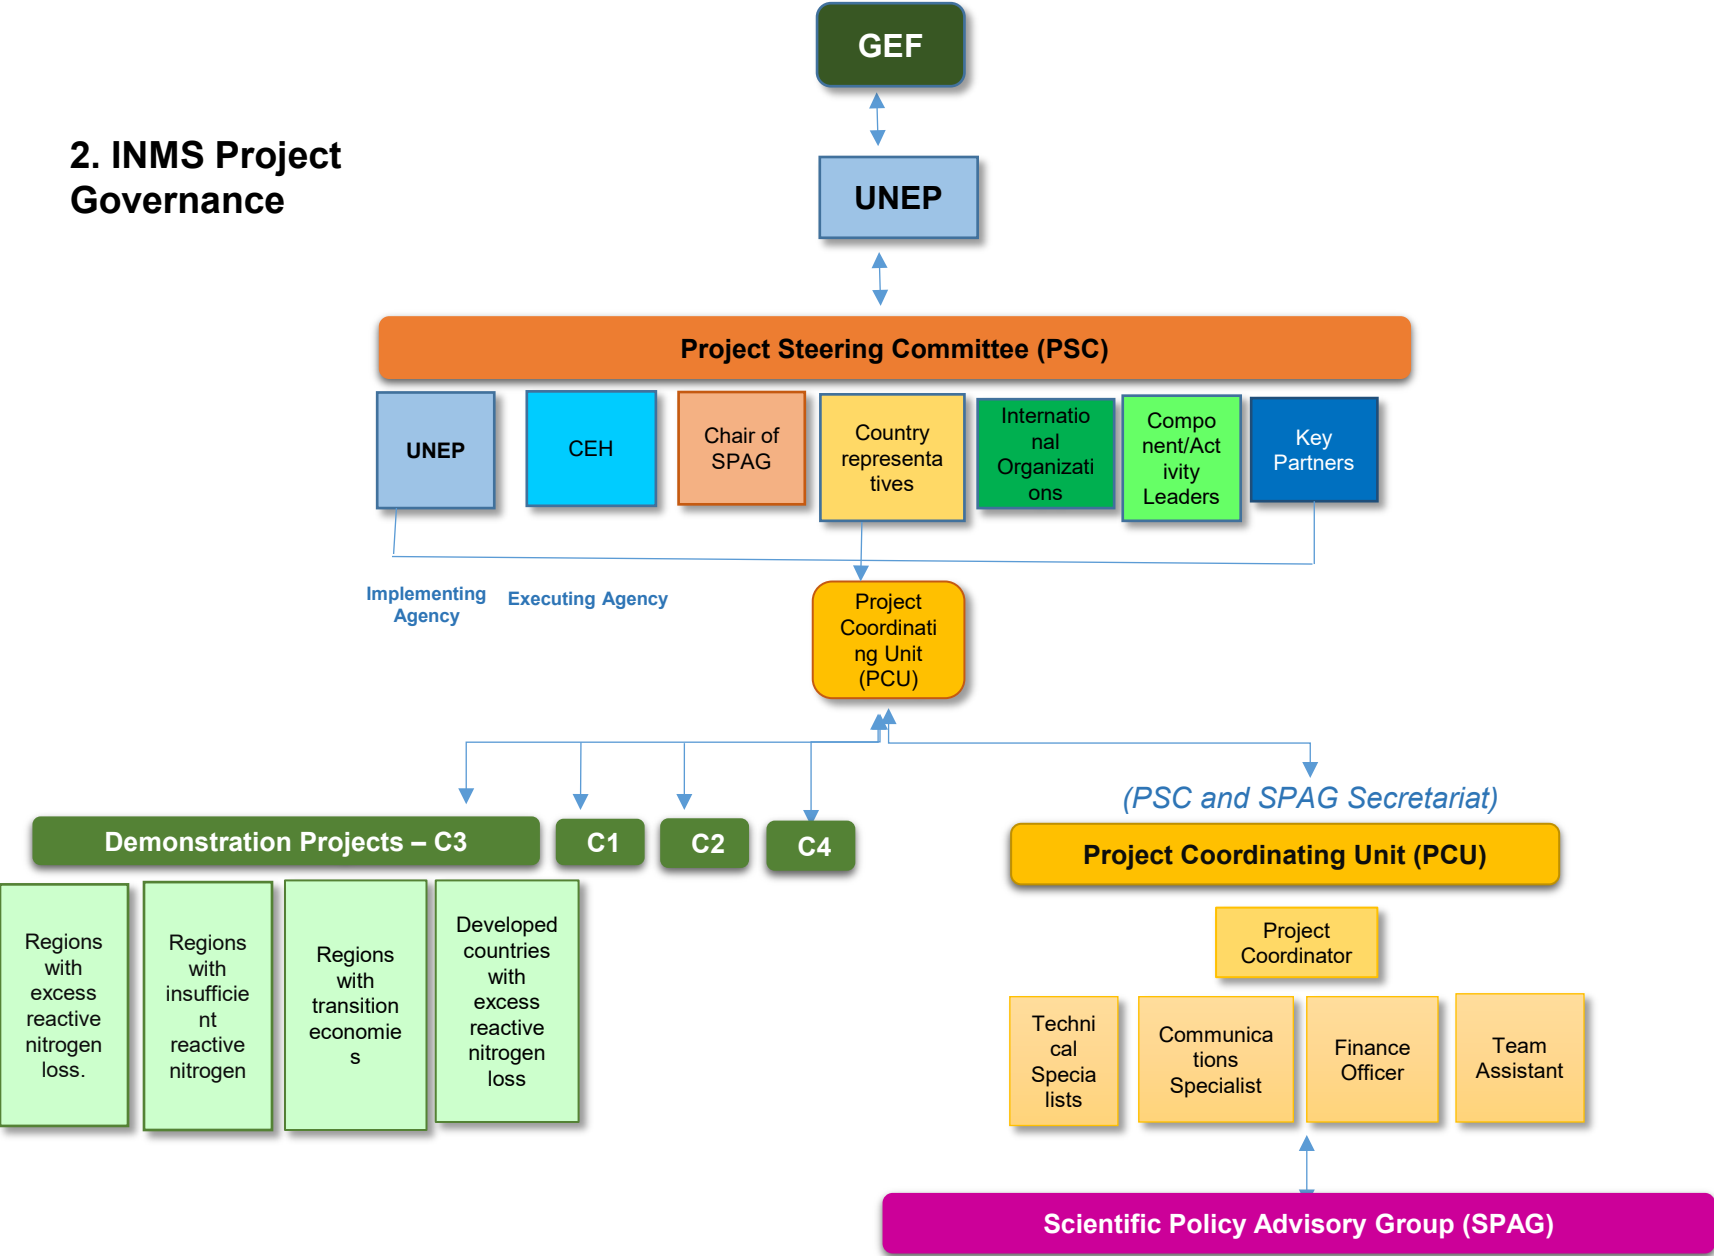 GEF
2. INMS Project
Governance
UNEP
Project Steering Committee (PSC)
UNEP
CEH
Chair of
SPAG
Country
representa
tives
Internatio
nal
Organizati
ons
Compo
nent/Act
ivity
Leaders
Key
Partners
Implementing
Agency
Executing Agency
Project
Coordinati
ng Unit
(PCU)
(PSC and SPAG Secretariat)
Demonstration Projects – C3
C1
C2
C4
Project Coordinating Unit (PCU)
Regions
with
excess
reactive
nitrogen
loss.
Regions
with
insufficie
nt
reactive
nitrogen
Regions
with
transition
economie
s
Developed
countries
with
excess
reactive
nitrogen
loss
Project
Coordinator
Techni
cal
Specia
lists
Communica
tions
Specialist
Finance
Officer
Team
Assistant
Scientific Policy Advisory Group (SPAG)